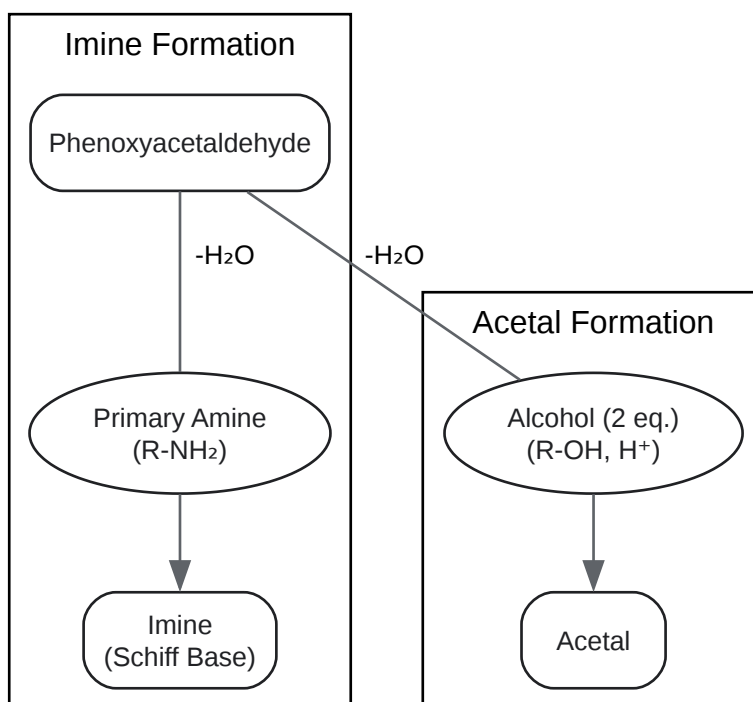 Imine Formation
Phenoxyacetaldehyde
-H₂O
-H₂O
Acetal Formation
Primary Amine
(R-NH₂)
Alcohol (2 eq.)
(R-OH, H⁺)
Imine
(Schiff Base)
Acetal